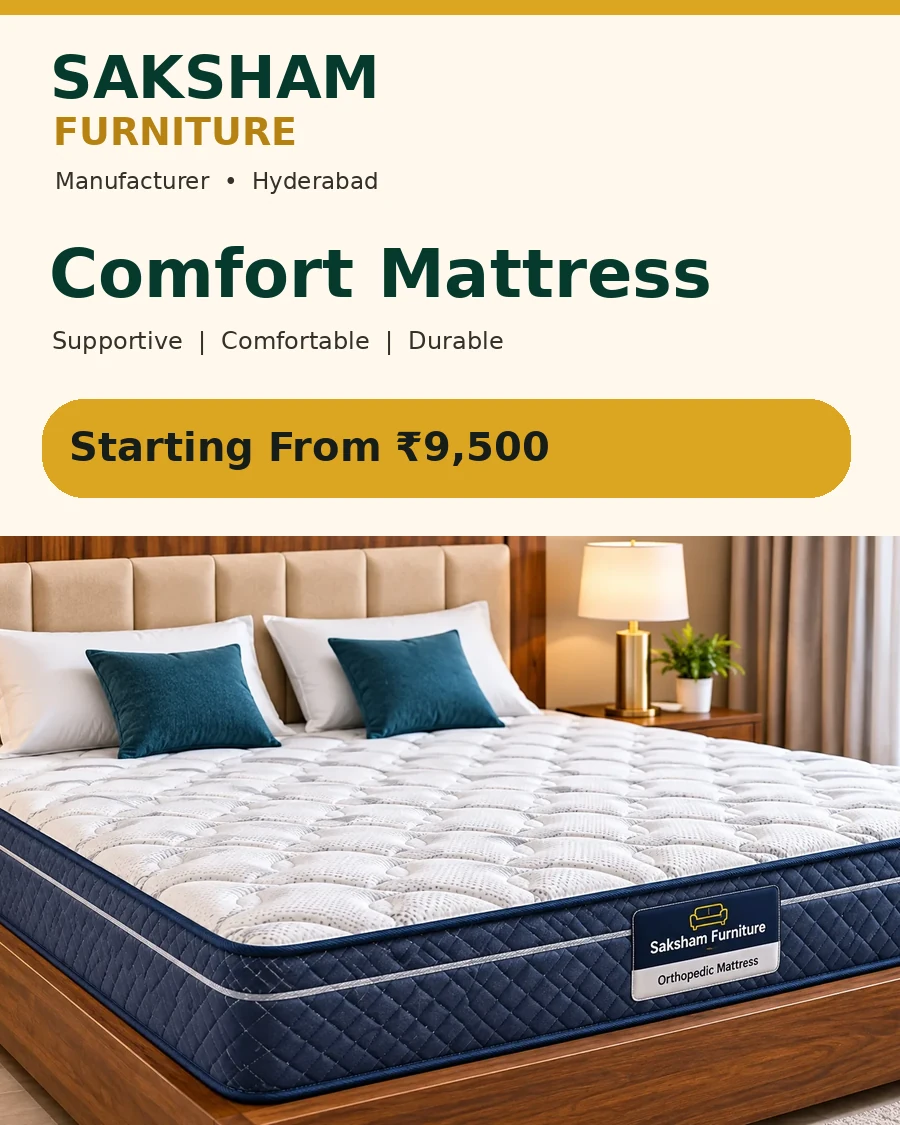 SAKSHAM
FURNITURE
Manufacturer • Hyderabad
Comfort Mattress
Supportive | Comfortable | Durable
Starting From ₹9,500
Saksham Furniture
Orthopedic Mattress